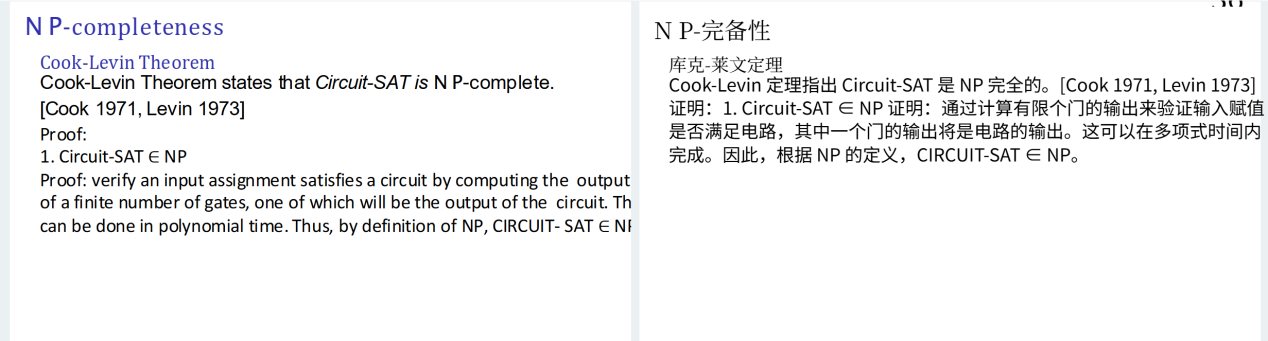 N P-completeness
Cook-Levin Theorem
Cook-Levin Theorem states that Circuit-SAT is N P-complete.
[Cook 1971, Levin 1973]
Proof:
1. Circuit-SAT ∈ NP
Proof: verify an input assignment satisfies a circuit by computing the output
of a finite number of gates, one of which will be the output of the circuit. Th
can be done in polynomial time. Thus, by definition of NP, CIRCUIT- SAT ∈ NP
N P-完备性
库克-莱文定理
Cook-Levin 定理指出 Circuit-SAT 是 NP 完全的。[Cook 1971, Levin 1973]
证明：1. Circuit-SAT ∈ NP 证明：通过计算有限个门的输出来验证输入赋值
是否满足电路，其中一个门的输出将是电路的输出。这可以在多项式时间内
完成。因此，根据 NP 的定义，CIRCUIT-SAT ∈ NP。